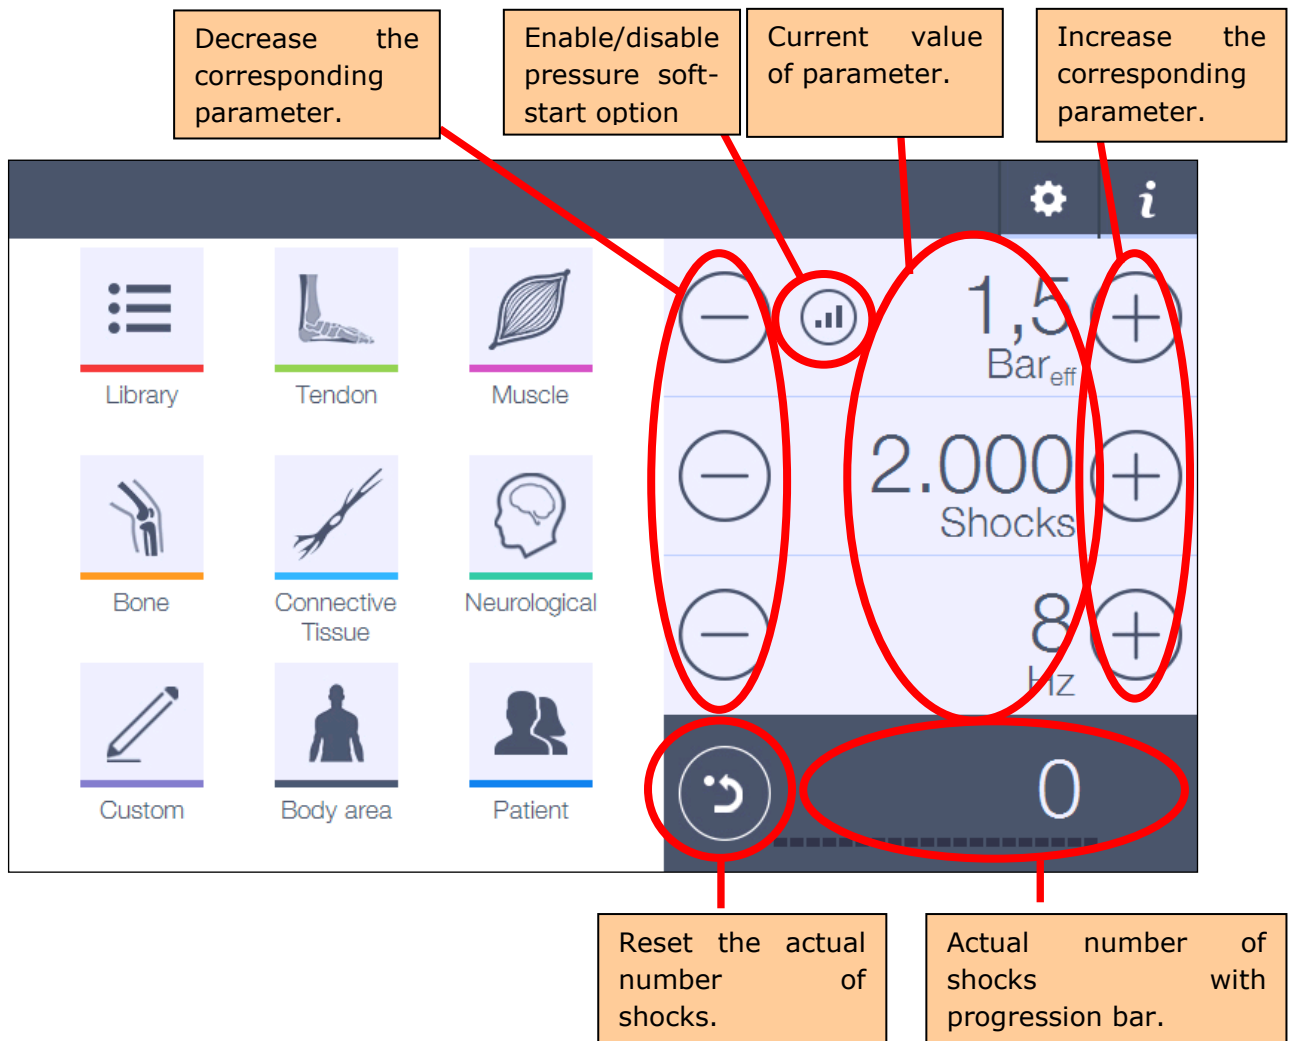 Decrease the
corresponding
parameter.
Enable/disable
pressure soft-
start option
Current value
of parameter.
Increase the
corresponding
parameter.
i
1,5
Bar eff
Library
Tendon
Muscle
2.000
Shocks
Bone
Connective
Tissue
Neurological
8
Hz
Custom
Body area
Patient
0
Reset the actual
number of
shocks.
Actual number of
shocks with
progression bar.